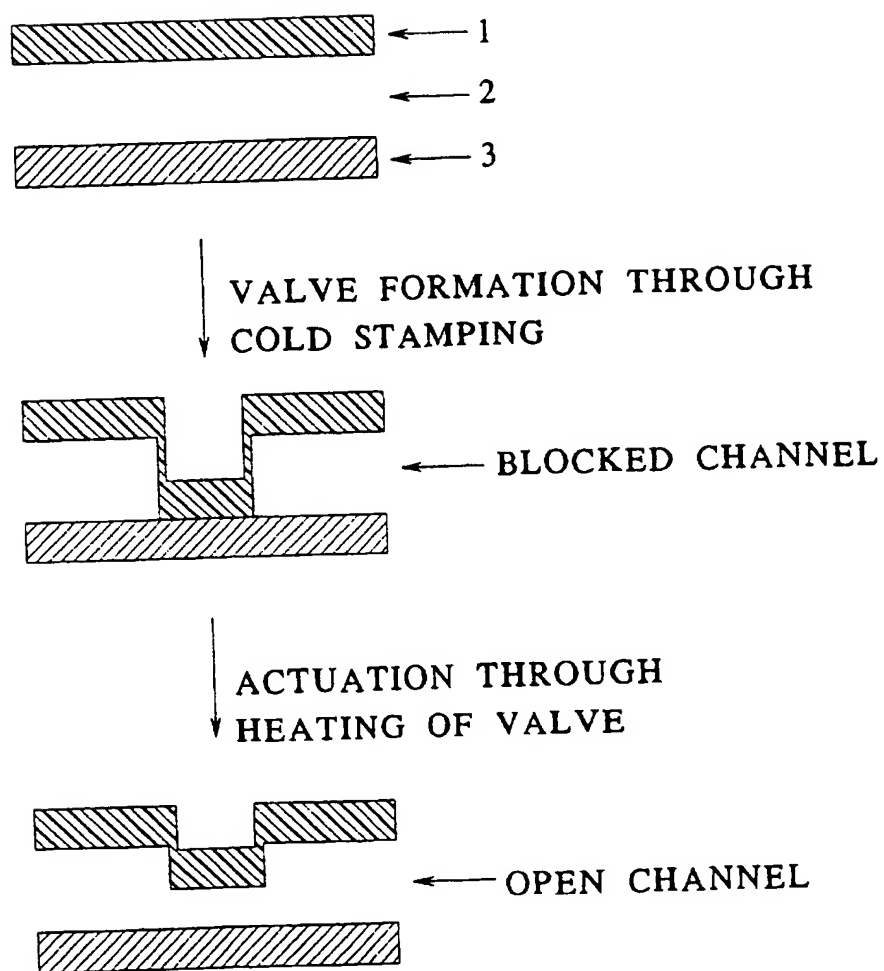 1
2
3
VALVE FORMATION THROUGH
COLD STAMPING
BLOCKED CHANNEL
ACTUATION THROUGH
HEATING OF VALVE
OPEN CHANNEL